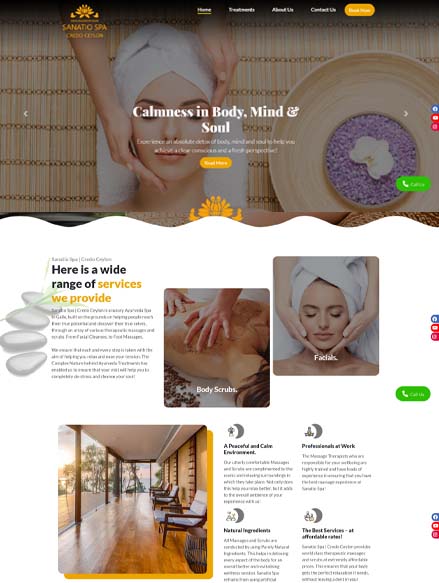 Home Treatments About Us Contact Us Book Now
SANATIO SPA
CREDO CEYLON
Calmness in Body, Mind &
Soul
Experience an absolute detox of body, mind and soul to help you
achieve a clear conscious and a fresh perspective!
Read More
Call Us
Sanatio Spa | Credo Ceylon
Here is a wide
range of services
we provide
Sanatio Spa | Credo Ceylon is a luxury Ayurveda Spa
in Galle, built on the grounds on helping people reach
their true potential and discover their true selves,
through an array of various therapeutic massages and
scrubs. From Facial Cleanses, to Foot Massages.
We ensure that each and every step is taken with the
aim of helping you relax and ease your senses. The
Complex Nature behind Ayurveda Treatments has
enabled us to ensure that your visit will help you to
completely de-stress and cleanse your soul!
Body Scrubs.
Facials.
Call Us
A Peaceful and Calm
Environment.
Our utterly comfortable Massages
and Scrubs are complimented by the
scenic and relaxing surroundings in
which they take place. Not only does
this help you relax better, but it adds
to the overall ambience of your
experience with us!
Professionals at Work
The Massage Therapists who are
responsible for your wellbeing are
highly trained and have loads of
experience in ensuring that you have
the best massage experience at
Sanatio Spa!
Natural Ingredients
All Massages and Scrubs are
conducted by using Purely Natural
Ingredients. This helps in detoxing
every aspect of the body for an
overall better and revitalising
wellness session. Sanatio Spa
refrains from using artificial
The Best Services – at
affordable rates!
Sanatio Spa | Credo Ceylon provides
world class therapeutic massages
and scrubs at extremely affordable
rates. This ensures that your body
gets the perfect relaxation it needs,
without leaving a dent in your